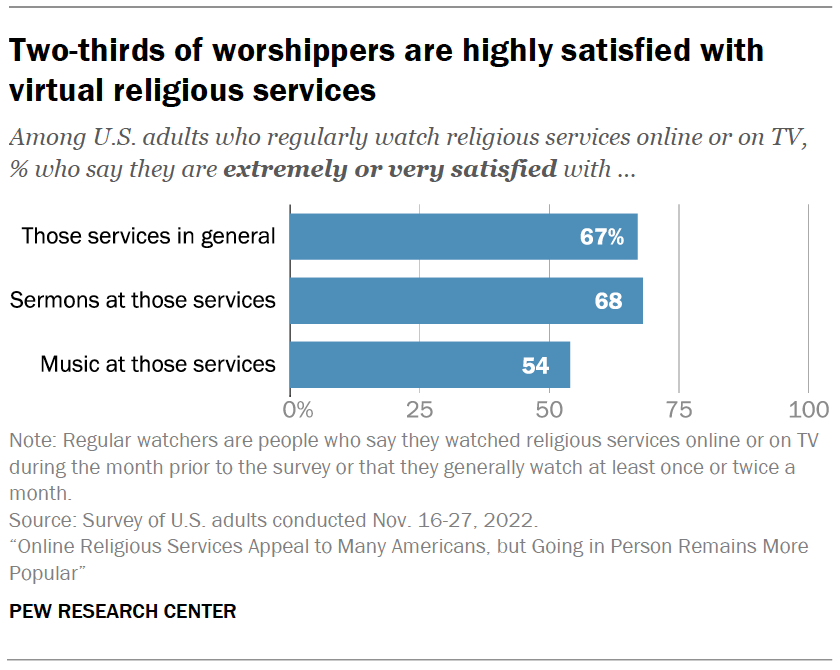 Two-thirds of worshippers are highly satisfied with
virtual religious services
Among U.S. adults who regularly watch religious services online or on TV,
% who say they are extremely or very satisfied with ...
Those services in general
67%
Sermons at those services
68
Music at those services
54
0%
25
50
75
100
Note: Regular watchers are people who say they watched religious services online or on TV
during the month prior to the survey or that they generally watch at least once or twice a
month.
Source: Survey of U.S. adults conducted Nov. 16-27, 2022.
“Online Religious Services Appeal to Many Americans, but Going in Person Remains More
Popular”
PEW RESEARCH CENTER